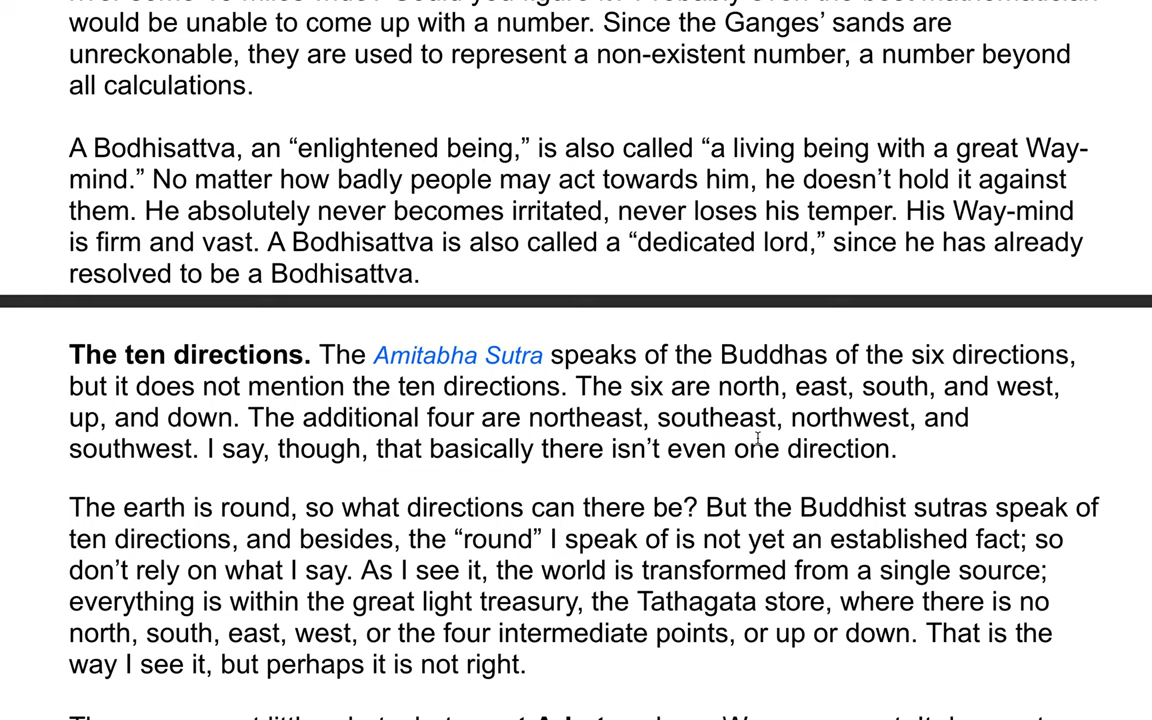 would be unable to come up with a number. Since the Ganges’ sands are
unreckonable, they are used to represent a non-existent number, a number beyond
all calculations.
A Bodhisattva, an “enlightened being,” is also called “a living being with a great Way-
mind.” No matter how badly people may act towards him, he doesn’t hold it against
them. He absolutely never becomes irritated, never loses his temper. His Way-mind
is firm and vast. A Bodhisattva is also called a “dedicated lord,” since he has already
resolved to be a Bodhisattva.
The ten directions. The Amitabha Sutra speaks of the Buddhas of the six directions,
but it does not mention the ten directions. The six are north, east, south, and west,
up, and down. The additional four are northeast, southeast, northwest, and
southwest. I say, though, that basically there isn’t even one direction.
The earth is round, so what directions can there be? But the Buddhist sutras speak of
ten directions, and besides, the “round” I speak of is not yet an established fact; so
don’t rely on what I say. As I see it, the world is transformed from a single source;
everything is within the great light treasury, the Tathagata store, where there is no
north, south, east, west, or the four intermediate points, or up or down. That is the
way I see it, but perhaps it is not right.